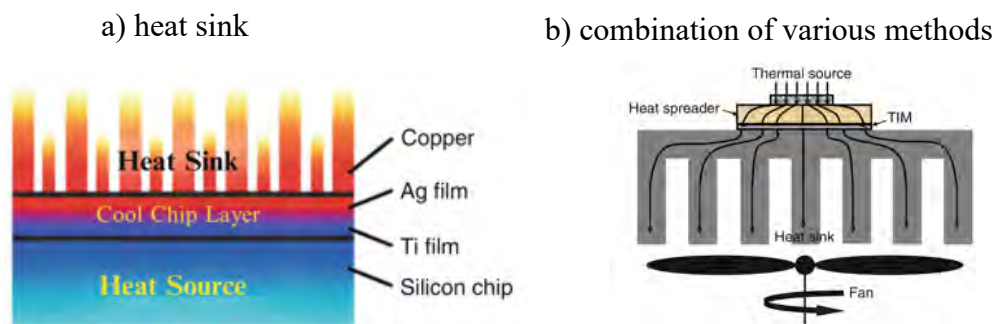 a) heat sink
Heat Sink
Cool Chip Layer
Heat Source
Copper
Ag film
Ti film
Silicon chip
b) combination of various methods
Thermal source
Heat spreader
TIM
Heat sink
Fan